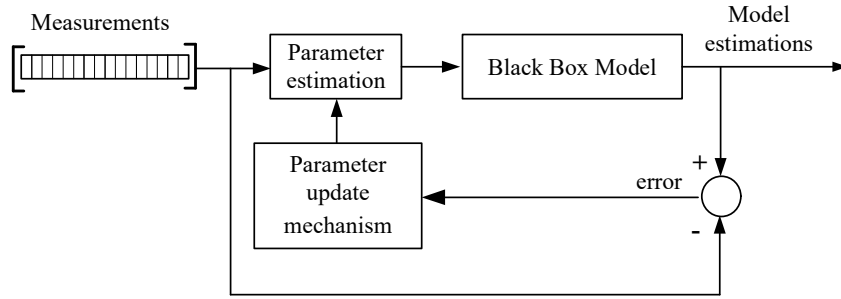 Measurements
Parameter
estimation
Black Box Model
Model
estimations
Parameter
update
mechanism
error
+
-